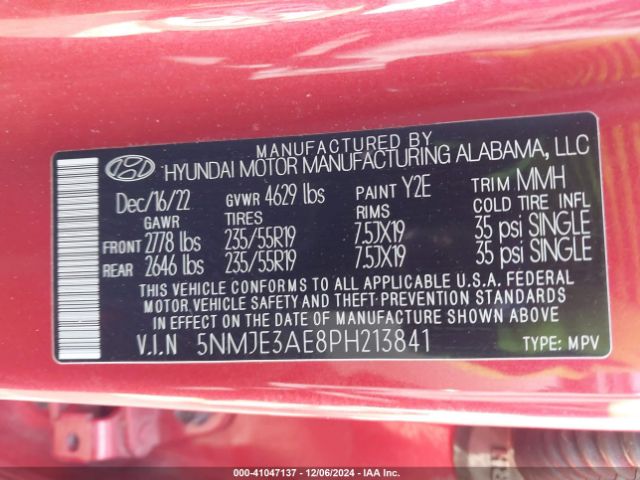 MANUFACTURED BY
HYUNDAI MOTOR MANUFACTURING ALABAMA, LLC
Dec/16/22 GVWR 4629 lbs PAINT Y2E TRIM MMH
GAWR TIRES RIMS COLD TIRE INFL
FRONT 2778 lbs 235/55R19 7.5JX19 35 psi SINGLE
REAR 2646 lbs 235/55R19 7.5JX19 35 psi SINGLE
THIS VEHICLE CONFORMS TO ALL APPLICABLE U.S.A. FEDERAL
MOTOR VEHICLE SAFETY AND THEFT PREVENTION STANDARDS
IN EFFECT ON THE DATE OF MANUFACTURE SHOWN ABOVE.
V.I.N 5NMJE3AE8PH213841 TYPE: MPV
000-41047137 - 12/06/2024 - IAA Inc.